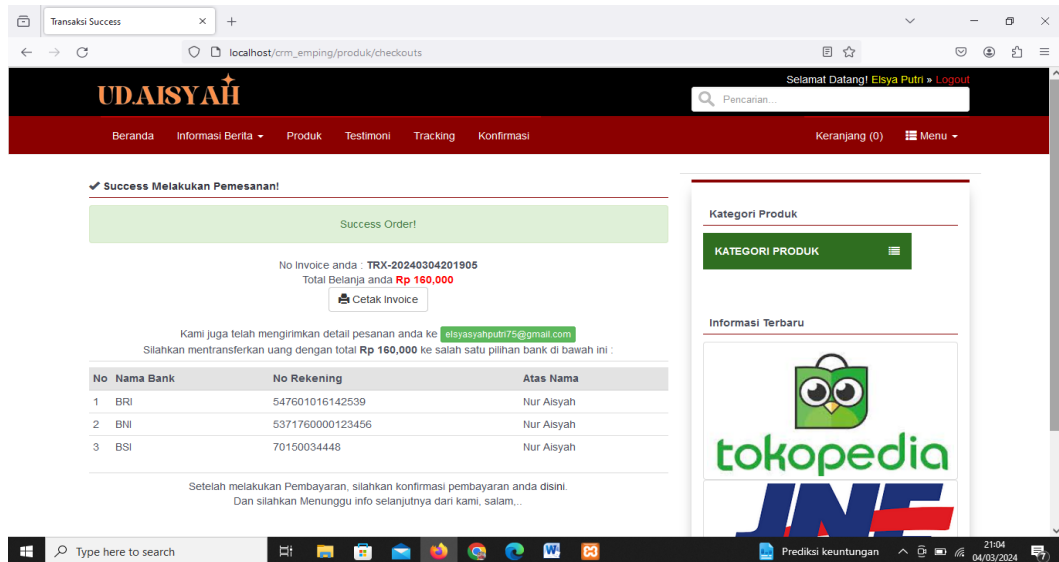 Transaksi Success
localhost/crm_emping/produk/checkouts
UD.AISYAH
Selamat Datang! Elsya Putri » Logout
Pencarian...
Beranda Informasi Berita Produk Testimoni Tracking Konfirmasi Keranjang (0) Menu
Success Melakukan Pemesanan!
Success Order!
No Invoice anda : TRX-20240304201905
Total Belanja anda Rp 160,000
Cetak Invoice
Kami juga telah mengirimkan detail pesanan anda ke elsyasyahputri75@gmail.com
Silahkan mentransferkan uang dengan total Rp 160,000 ke salah satu pilihan bank di bawah ini :
No Nama Bank No Rekening Atas Nama
1 BRI 547601016142539 Nur Aisyah
2 BNI 5371760000123456 Nur Aisyah
3 BSI 70150034448 Nur Aisyah
Setelah melakukan Pembayaran, silahkan konfirmasi pembayaran anda disini.
Dan silahkan Menunggu info selanjutnya dari kami, salam,..
Kategori Produk
KATEGORI PRODUK
Informasi Terbaru
tokopedia
JNE
Type here to search
Prediksi keuntungan
21:04
04/03/2024
7